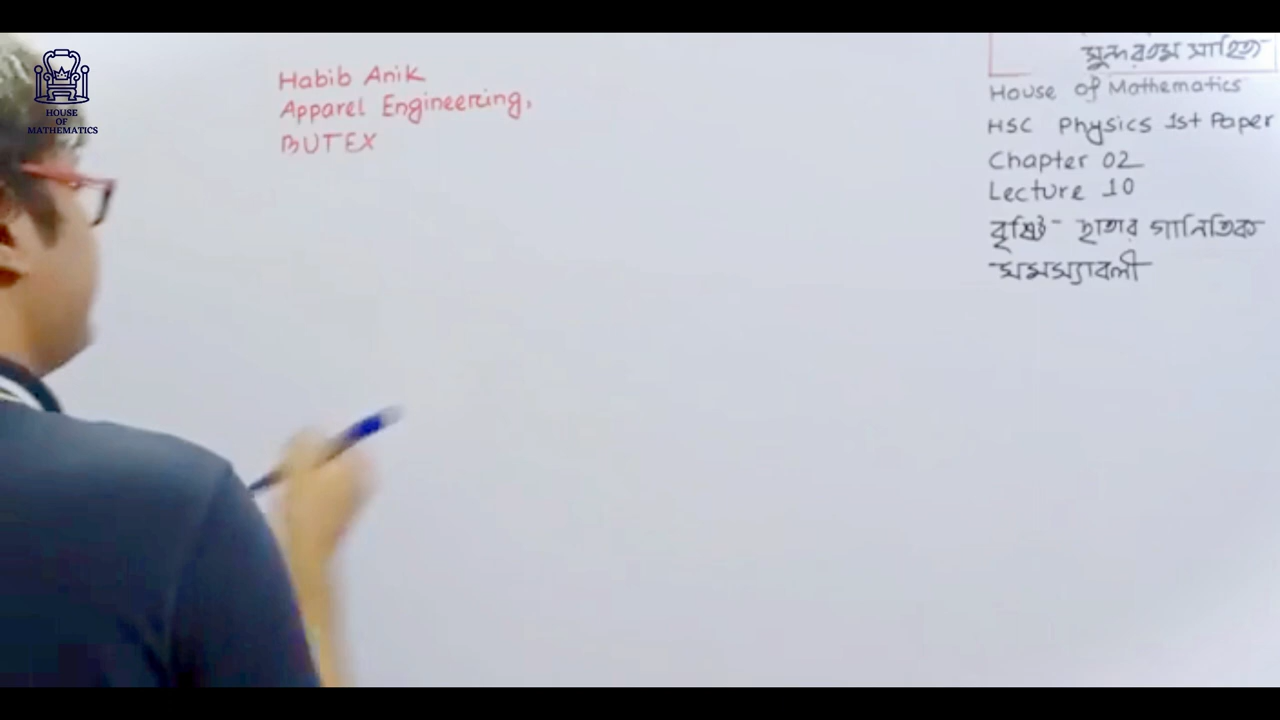 HOUSE
OF
MATHEMATICS
Habib Anik
Apparel Engineering,
BUTEX
সুন্দরতম সাহিত্য
House of Mathematics
HSC Physics 1st Paper
Chapter 02
Lecture 10
বৃষ্টি- ছাতার গানিতিক
সমস্যাবলী